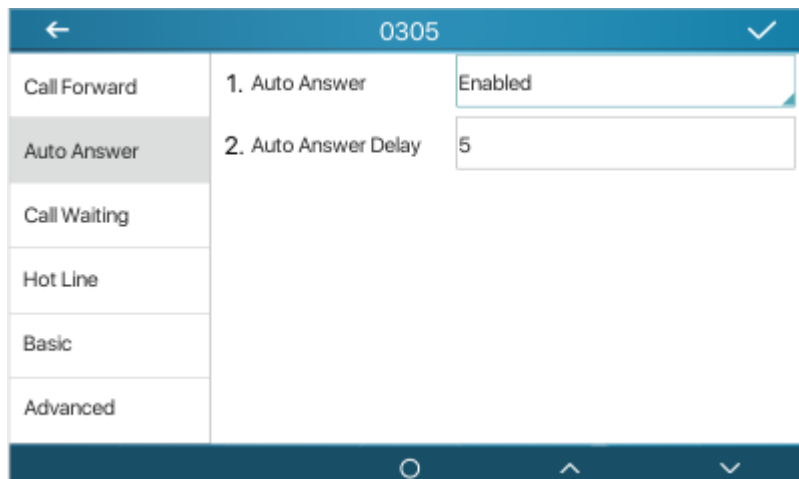 0305
Call Forward
1. Auto Answer
Enabled
Auto Answer
2. Auto Answer Delay
5
Call Waiting
Hot Line
Basic
Advanced